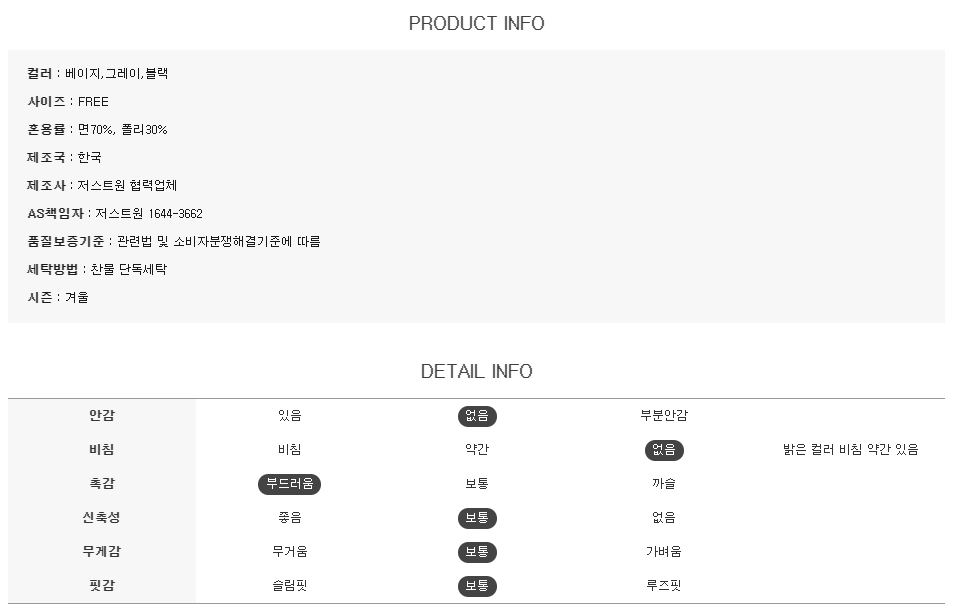 PRODUCT INFO
컬러 : 베이지,그레이,블랙
사이즈 : FREE
혼용률 : 면70%, 폴리30%
제조국 : 한국
제조사 : 저스트원 협력업체
AS책임자 : 저스트원 1644-3662
품질보증기준 : 관련법 및 소비자분쟁해결기준에 따름
세탁방법 : 찬물 단독세탁
시즌 : 겨울
DETAIL INFO
안감 있음 없음 부분안감
비침 비침 약간 없음 밝은 컬러 비침 약간 있음
촉감 부드러움 보통 까슬
신축성 좋음 보통 없음
무게감 무거움 보통 가벼움
핏감 슬림핏 보통 루즈핏